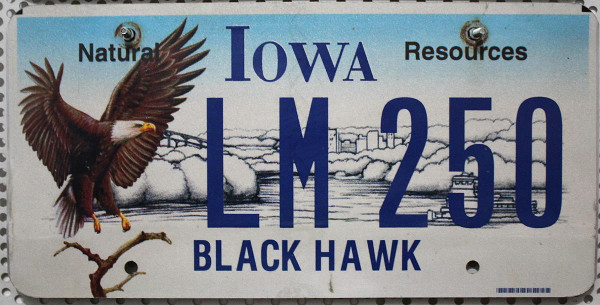 Natural IOWA Resources
LM 250
BLACK HAWK